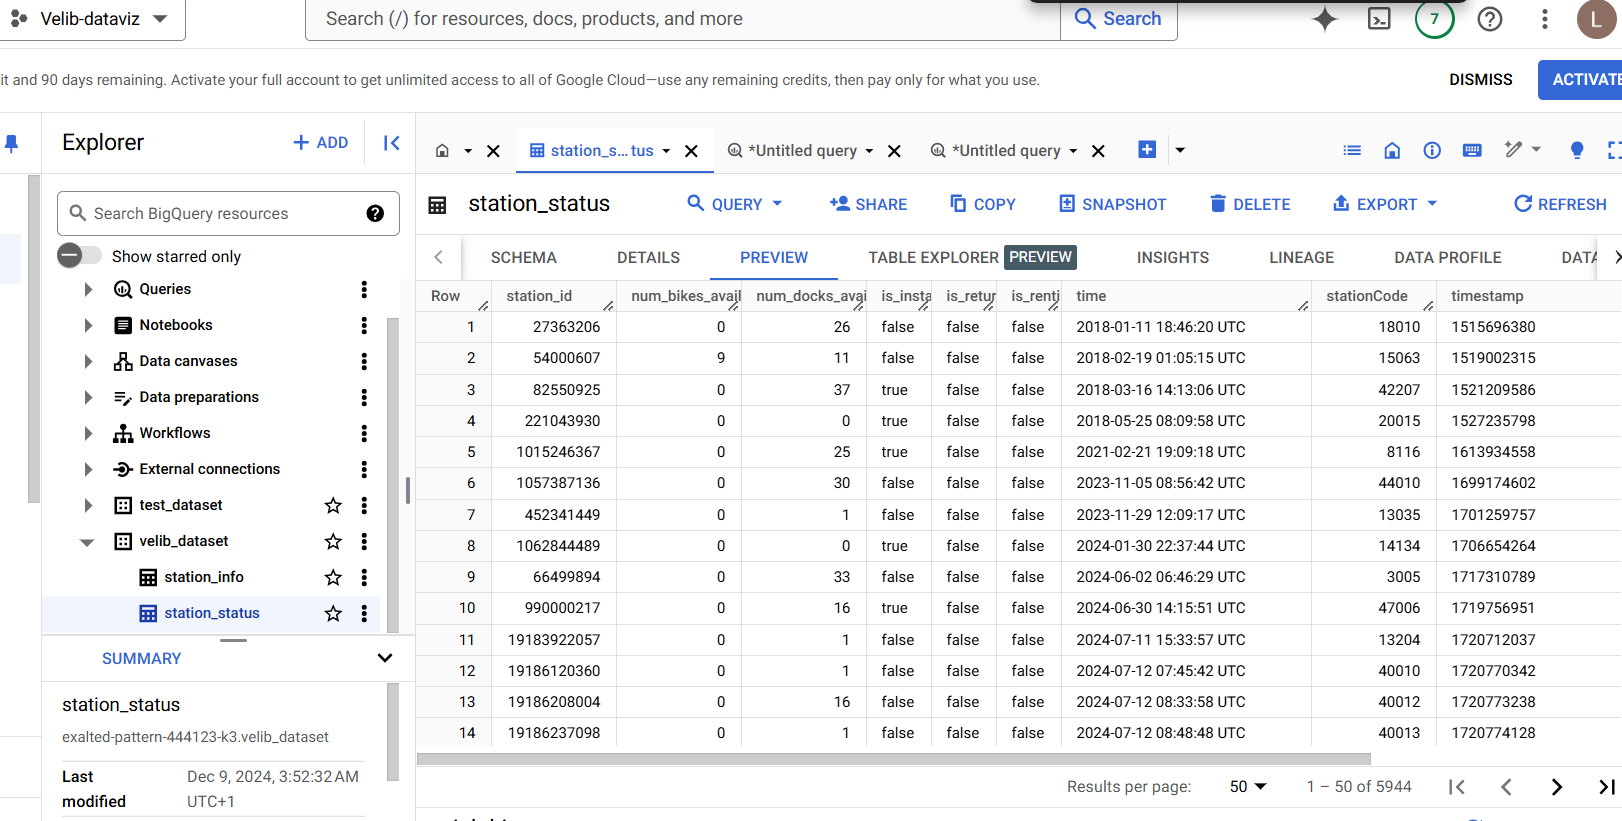 Velib-dataviz
Search (/) for resources, docs, products, and more
Search
7
L
it and 90 days remaining. Activate your full account to get unlimited access to all of Google Cloud—use any remaining credits, then pay only for what you use.
DISMISS
ACTIVATE
Explorer
ADD
station_s...tus
*Untitled query
*Untitled query
Search BigQuery resources
Show starred only
Queries
Notebooks
Data canvases
Data preparations
Workflows
External connections
test_dataset
velib_dataset
station_info
station_status
SUMMARY
station_status
exalted-pattern-444123-k3.velib_dataset
Last modified
Dec 9, 2024, 3:52:32 AM UTC+1
station_status
QUERY
SHARE
COPY
SNAPSHOT
DELETE
EXPORT
REFRESH
SCHEMA
DETAILS
PREVIEW
TABLE EXPLORER PREVIEW
INSIGHTS
LINEAGE
DATA PROFILE
DATA
Row station_id num_bikes_avail num_docks_avai is_insta is_retur is_renti time stationCode timestamp
1 27363206 0 26 false false false 2018-01-11 18:46:20 UTC 18010 1515696380
2 54000607 9 11 false false false 2018-02-19 01:05:15 UTC 15063 1519002315
3 82550925 0 37 true false false 2018-03-16 14:13:06 UTC 42207 1521209586
4 221043930 0 0 true false false 2018-05-25 08:09:58 UTC 20015 1527235798
5 1015246367 0 25 true false false 2021-02-21 19:09:18 UTC 8116 1613934558
6 1057387136 0 30 false false false 2023-11-05 08:56:42 UTC 44010 1699174602
7 452341449 0 1 false false false 2023-11-29 12:09:17 UTC 13035 1701259757
8 1062844489 0 0 true false false 2024-01-30 22:37:44 UTC 14134 1706654264
9 66499894 0 33 false false false 2024-06-02 06:46:29 UTC 3005 1717310789
10 990000217 0 16 true false false 2024-06-30 14:15:51 UTC 47006 1719756951
11 19183922057 0 1 false false false 2024-07-11 15:33:57 UTC 13204 1720712037
12 19186120360 0 1 false false false 2024-07-12 07:45:42 UTC 40010 1720770342
13 19186208004 0 16 false false false 2024-07-12 08:33:58 UTC 40012 1720773238
14 19186237098 0 1 false false false 2024-07-12 08:48:48 UTC 40013 1720774128
Results per page: 50 1 – 50 of 5944